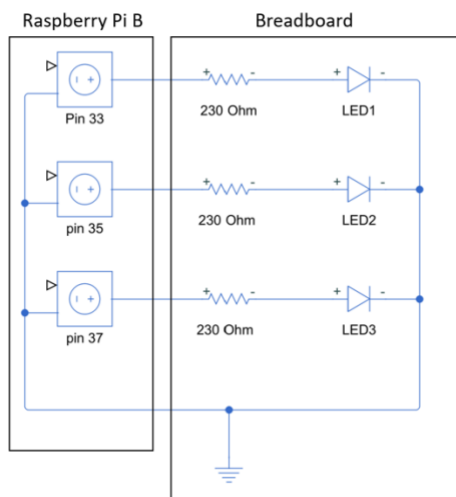 Raspberry Pi B
Breadboard
Pin 33
+ -
230 Ohm
+ -
LED1
pin 35
+ -
230 Ohm
+ -
LED2
pin 37
+ -
230 Ohm
+ -
LED3